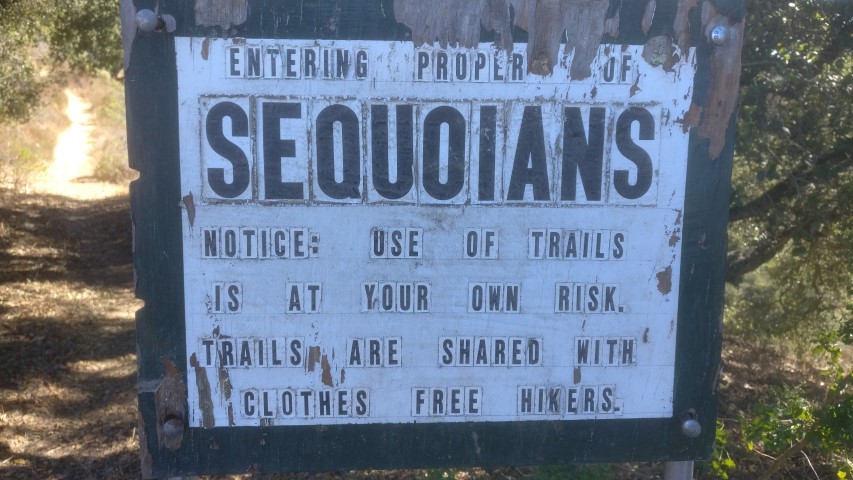 ENTERING PROPER OF
SEQUOIANS
NOTICE: USE OF TRAILS
IS AT YOUR OWN RISK.
TRAILS ARE SHARED WITH
CLOTHES FREE HIKERS.